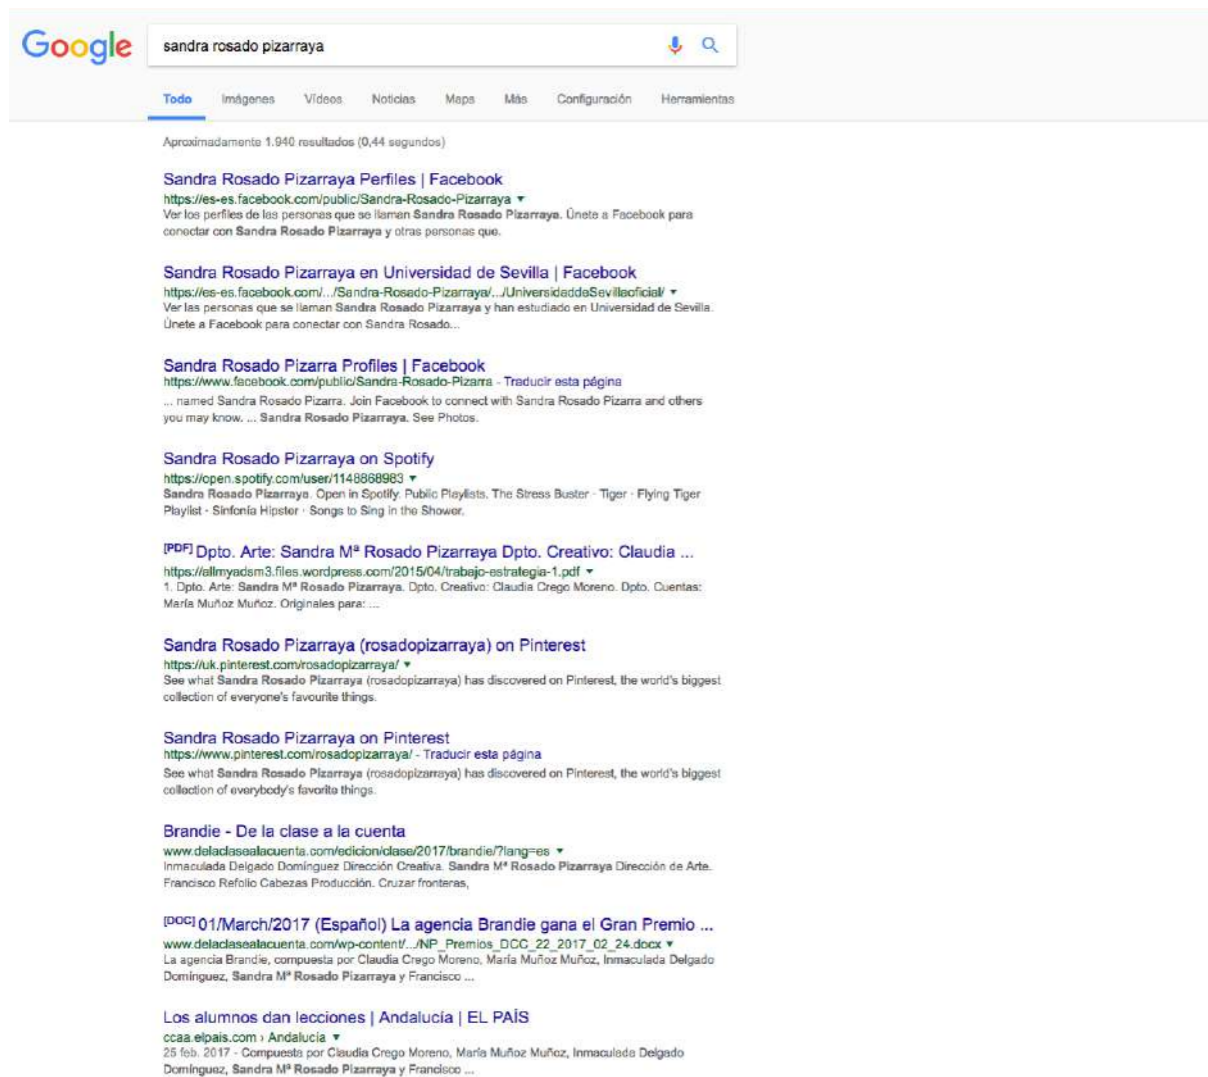 Google
sandra rosado pizarraya
Todo Imágenes Vídeos Noticias Maps Más Configuración Herramientas
Aproximadamente 1.940 resultados (0,44 segundos)
Sandra Rosado Pizarraya Perfiles | Facebook
https://es-es.facebook.com/public/Sandra-Rosado-Pizarraya
Ver los perfiles de las personas que se llaman Sandra Rosado Pizarraya. Únete a Facebook para
conectar con Sandra Rosado Pizarraya y otras personas que.
Sandra Rosado Pizarraya en Universidad de Sevilla | Facebook
https://es-es.facebook.com/.../Sandra-Rosado-Pizarraya/.../UniversidaddeSevillaoficial/
Ver las personas que se llaman Sandra Rosado Pizarraya y han estudiado en Universidad de Sevilla.
Únete a Facebook para conectar con Sandra Rosado...
Sandra Rosado Pizarra Profiles | Facebook
https://www.facebook.com/public/Sandra-Rosado-Pizarra - Traducir esta página
... named Sandra Rosado Pizarra. Join Facebook to connect with Sandra Rosado Pizarra and others
you may know. ... Sandra Rosado Pizarraya. See Photos.
Sandra Rosado Pizarraya on Spotify
https://open.spotify.com/user/1148868983
Sandra Rosado Pizarraya. Open in Spotify. Public Playlists. The Stress Buster - Tiger · Flying Tiger
Playlist · Sinfonía Hipster · Songs to Sing in the Shower.
[PDF] Dpto. Arte: Sandra Mª Rosado Pizarraya Dpto. Creativo: Claudia ...
https://allmyadsm3.files.wordpress.com/2015/04/trabajo-estrategia-1.pdf
1. Dpto. Arte: Sandra Mª Rosado Pizarraya. Dpto. Creativo: Claudia Crego Moreno. Dpto. Cuentas:
María Muñoz Muñoz. Originales para: ...
Sandra Rosado Pizarraya (rosadopizarraya) on Pinterest
https://uk.pinterest.com/rosadopizarraya/
See what Sandra Rosado Pizarraya (rosadopizarraya) has discovered on Pinterest, the world's biggest
collection of everyone's favourite things.
Sandra Rosado Pizarraya on Pinterest
https://www.pinterest.com/rosadopizarraya/ - Traducir esta página
See what Sandra Rosado Pizarraya (rosadopizarraya) has discovered on Pinterest, the world's biggest
collection of everybody's favorite things.
Brandie - De la clase a la cuenta
www.delaclasealacuenta.com/edicion/clase/2017/brandie/?lang=es
Inmaculada Delgado Domínguez Dirección Creativa. Sandra Mª Rosado Pizarraya Dirección de Arte.
Francisco Refolio Cabezas Producción. Cruzar fronteras,
[DOC] 01/March/2017 (Español) La agencia Brandie gana el Gran Premio ...
www.delaclasealacuenta.com/wp-content/.../NP_Premios_DCC_22_2017_02_24.docx
La agencia Brandie, compuesta por Claudia Crego Moreno, María Muñoz Muñoz, Inmaculada Delgado
Domínguez, Sandra Mª Rosado Pizarraya y Francisco ...
Los alumnos dan lecciones | Andalucía | EL PAÍS
ccaa.elpais.com › Andalucía
25 feb. 2017 - Compuesta por Claudia Crego Moreno, María Muñoz Muñoz, Inmaculada Delgado
Domínguez, Sandra Mª Rosado Pizarraya y Francisco ...